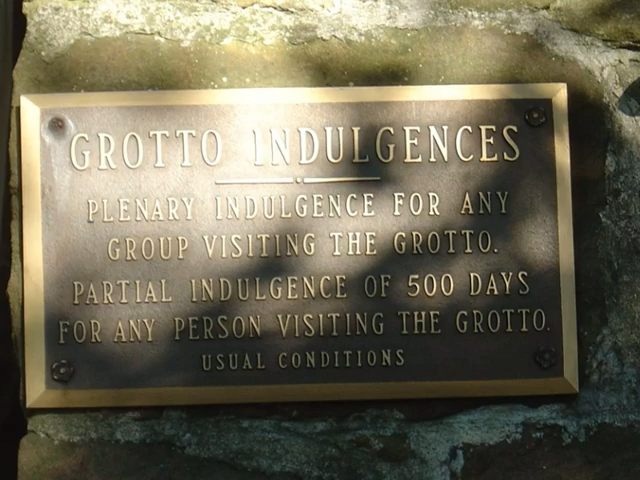 GROTTO INDULGENCES
PLENARY INDULGENCE FOR ANY
GROUP VISITING THE GROTTO.
PARTIAL INDULGENCE OF 500 DAYS
FOR ANY PERSON VISITING THE GROTTO.
USUAL CONDITIONS